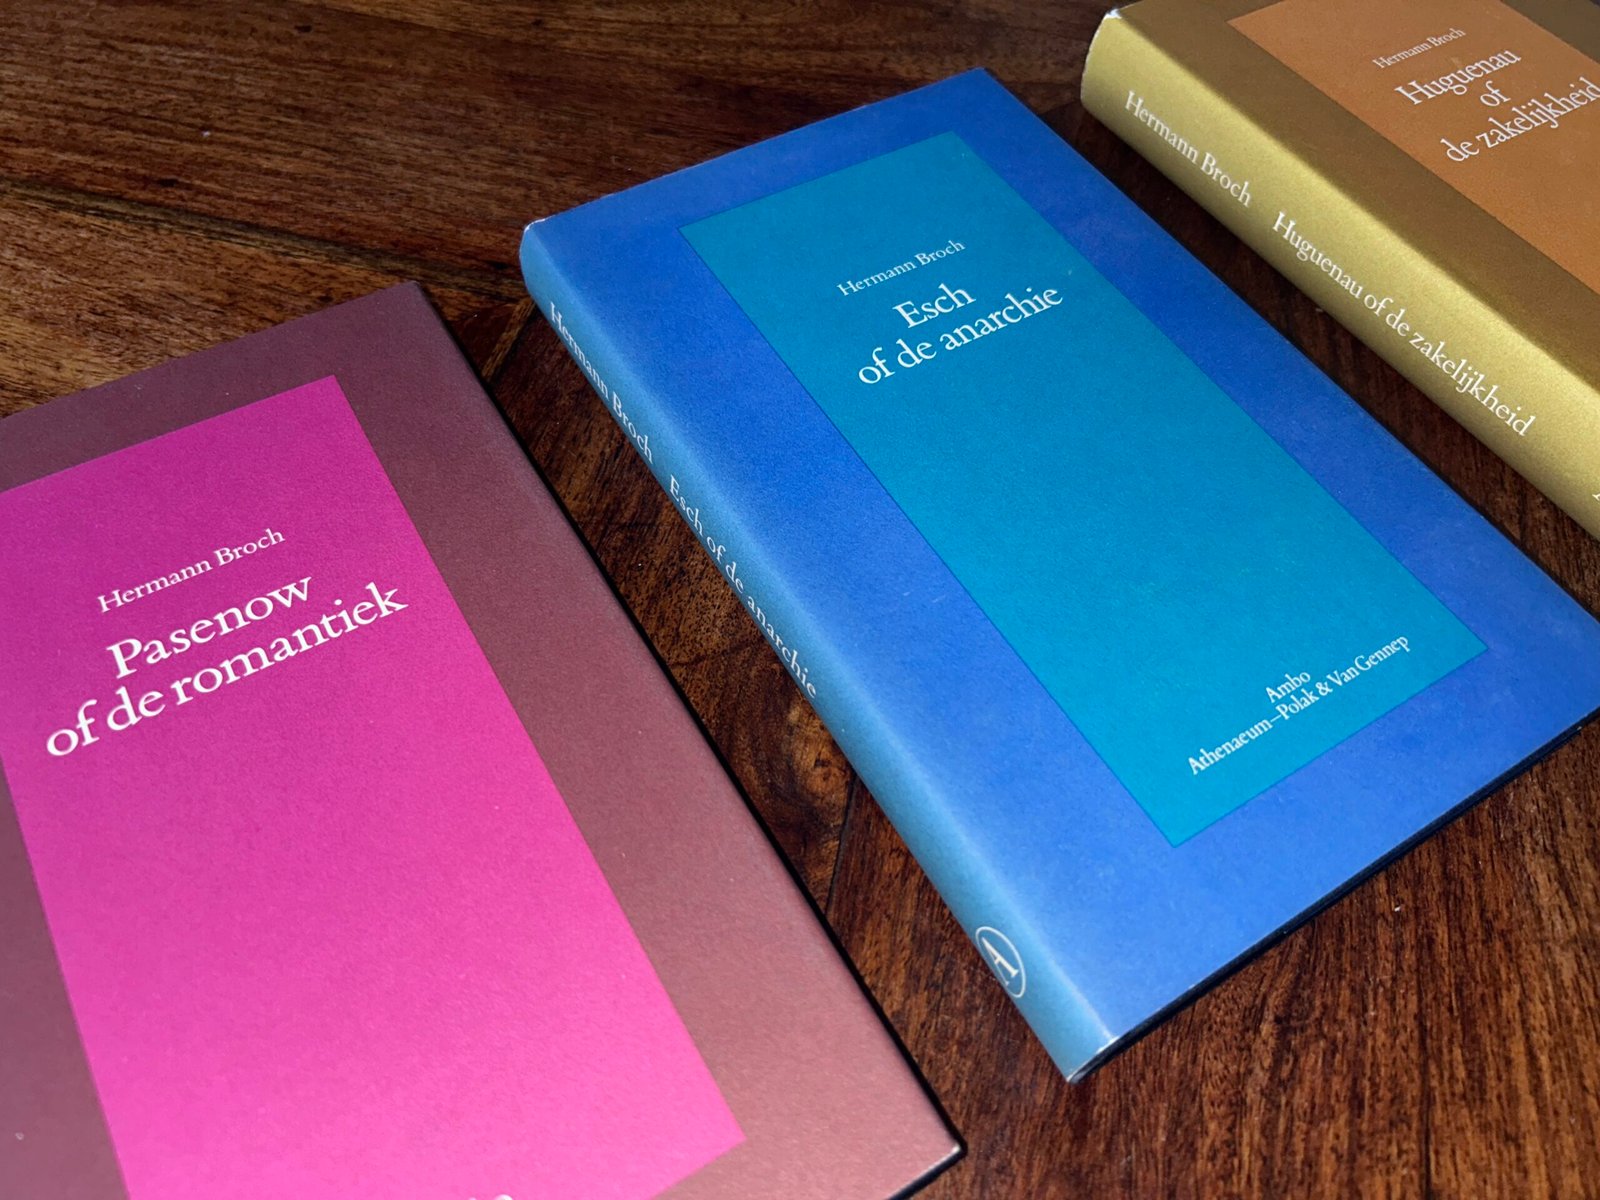 Hermann Broch
Pasenow
of de romantiek
Hermann Broch
Esch
of de anarchie
Ambo
Athenaeum—Polak & Van Gennep
Hermann Broch Esch of de anarchie
A
Hermann Broch
Huguenau
of
de zakelijkheid
Hermann Broch Huguenau of de zakelijkheid